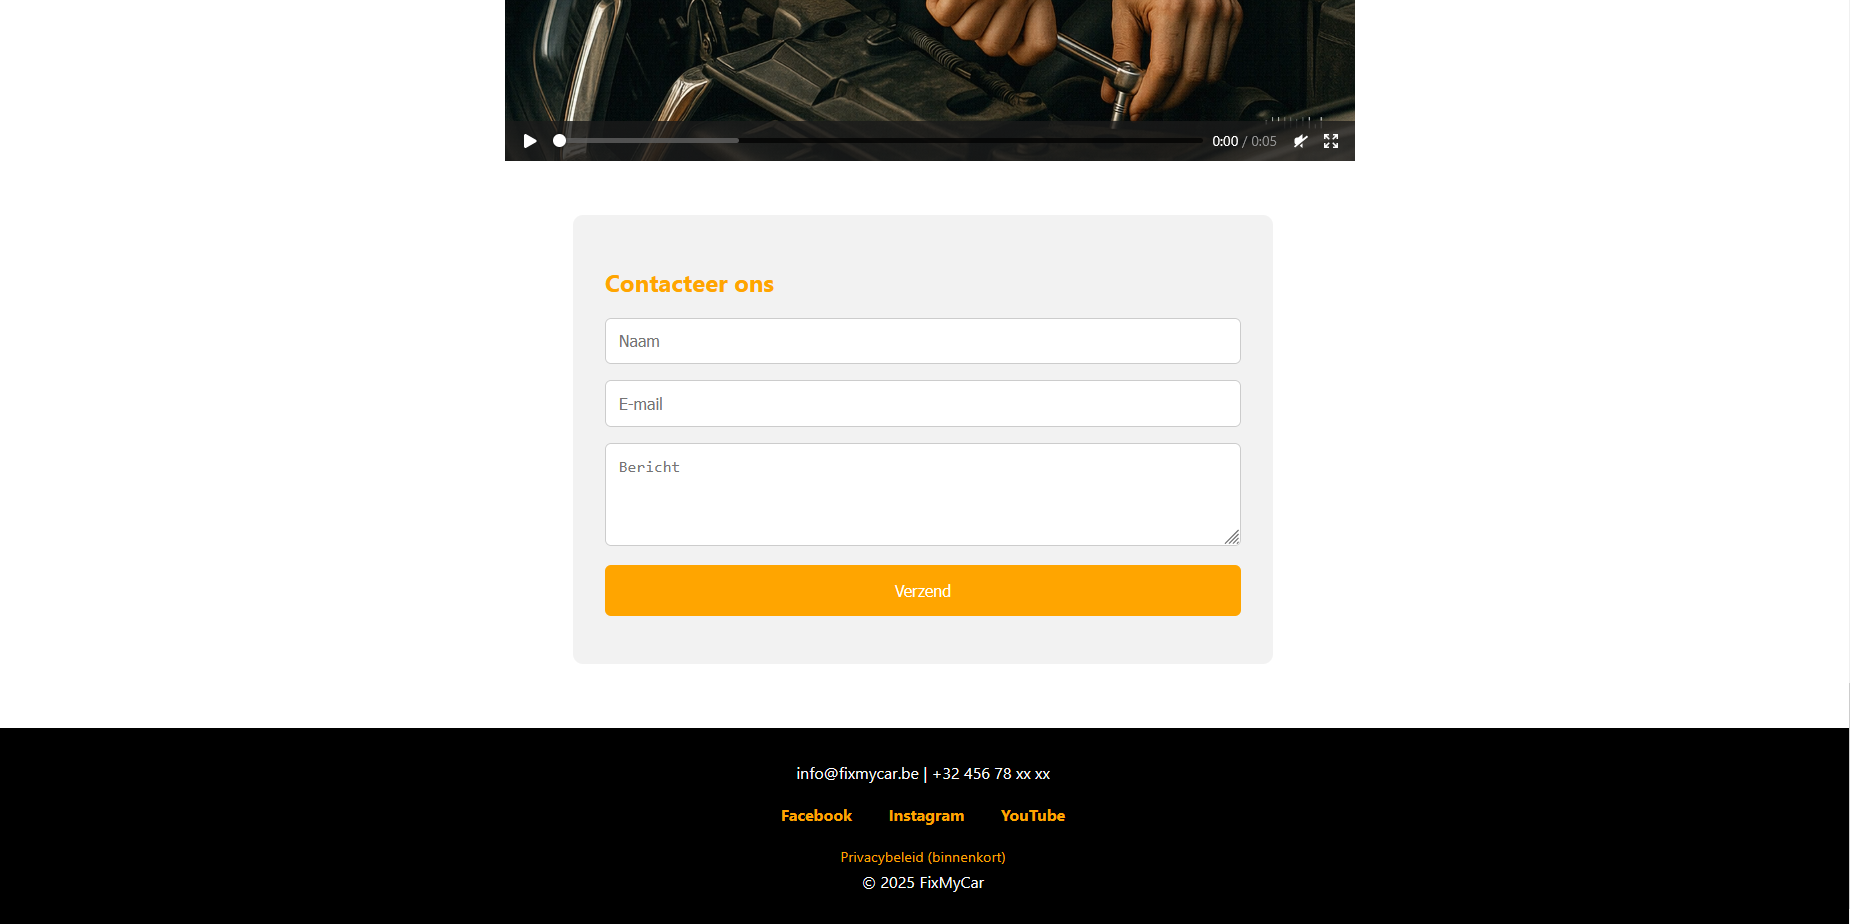 0:00 / 0:05
Contacteer ons
Naam
E-mail
Bericht
Verzend
info@fixmycar.be | +32 456 78 xx xx
Facebook Instagram YouTube
Privacybeleid (binnenkort)
© 2025 FixMyCar